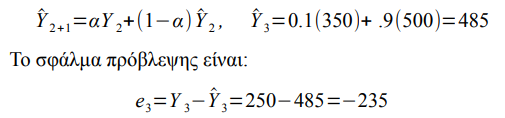 Ŷ₂₊₁=αY₂+(1−α)Ŷ₂, Ŷ₃=0.1(350)+ .9(500)=485
Το σφάλμα πρόβλεψης είναι:
e₃=Y₃−Ŷ₃=250−485=−235